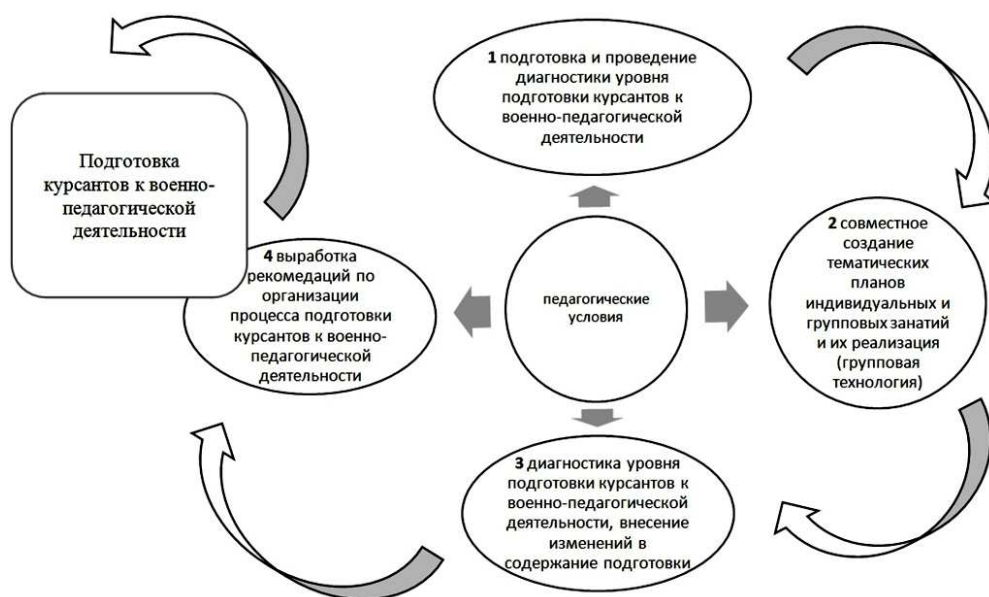 1 подготовка и проведение
диагностики уровня
подготовки курсантов к
военно-педагогической
деятельности
Подготовка
курсантов к военно-
педагогической
деятельности
2 совместное
создание
тематических
планов
индивидуальных и
групповых занатий
и их реализация
(групповая
технология)
4 выработка
рекомедаций по
организации
процесса подготовки
курсантов к военно-
педагогической
деятельности
педагогические
условия
3 диагностика уровня
подготовки курсантов к
военно-педагогической
деятельности, внесение
изменений в
содержание подготовки